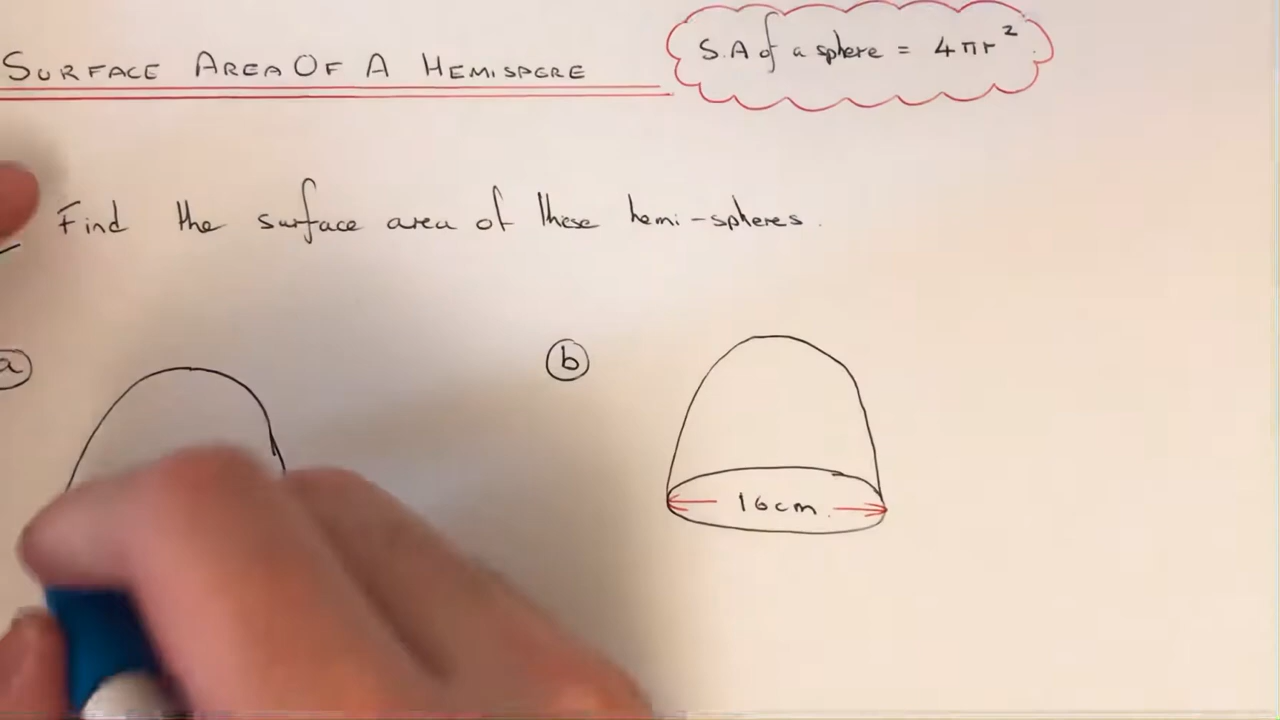 SURFACE AREA OF A HEMISPERE
S.A of a sphere = 4πr²
Find the surface area of these hemi-spheres.
a
b
16cm